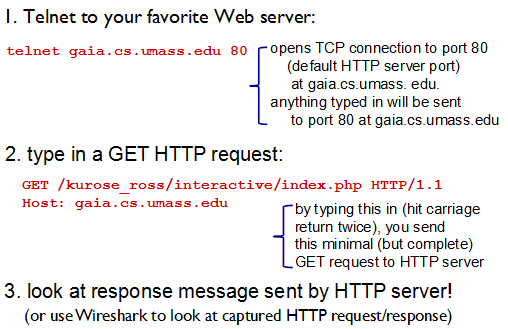 1. Telnet to your favorite Web server:
telnet gaia.cs.umass.edu 80
opens TCP connection to port 80
(default HTTP server port)
at gaia.cs.umass. edu.
anything typed in will be sent
to port 80 at gaia.cs.umass.edu
2. type in a GET HTTP request:
GET /kurose_ross/interactive/index.php HTTP/1.1
Host: gaia.cs.umass.edu
by typing this in (hit carriage
return twice), you send
this minimal (but complete)
GET request to HTTP server
3. look at response message sent by HTTP server!
(or use Wireshark to look at captured HTTP request/response)